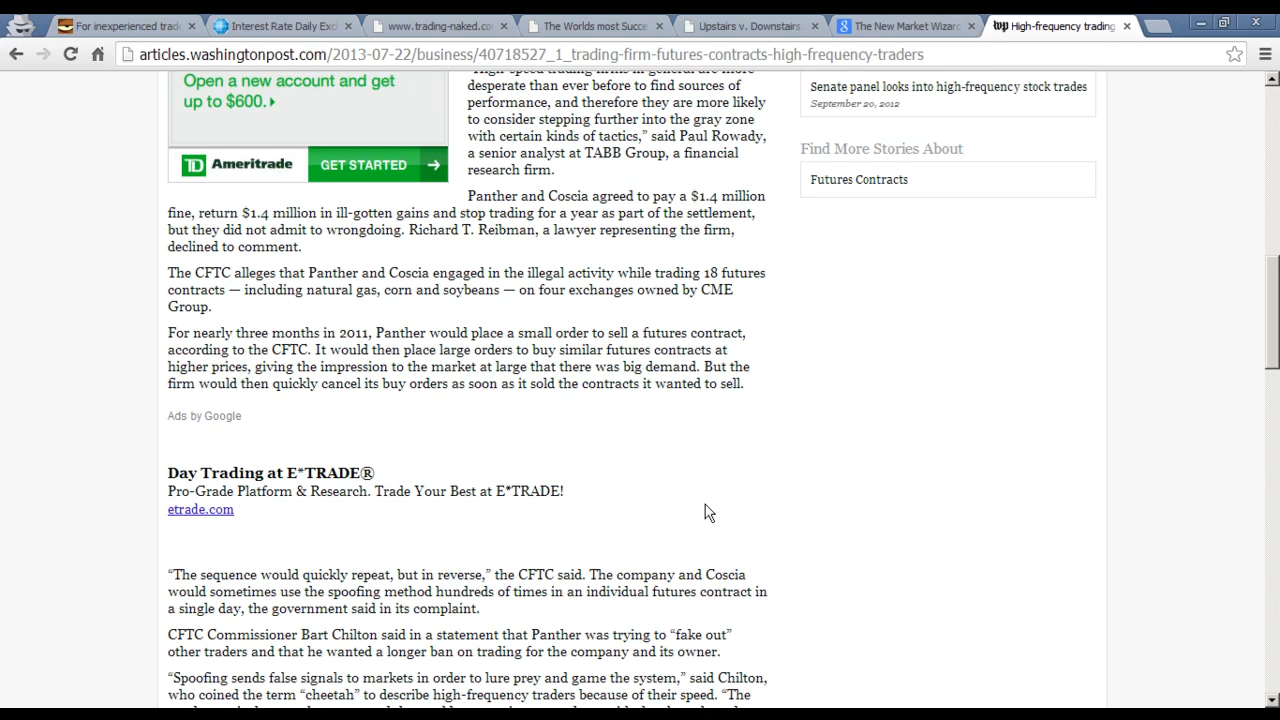 For inexperienced trad
Interest Rate Daily Exc
www.trading-naked.co
The Worlds most Succe
Upstairs v. Downstairs
The New Market Wizard
High-frequency trading
articles.washingtonpost.com/2013-07-22/business/40718527_1_trading-firm-futures-contracts-high-frequency-traders
Open a new account and get
up to $600.
TD Ameritrade GET STARTED
"High-speed trading firms in general are more
desperate than ever before to find sources of
performance, and therefore they are more likely
to consider stepping further into the gray zone
with certain kinds of tactics,” said Paul Rowady,
a senior analyst at TABB Group, a financial
research firm.
Panther and Coscia agreed to pay a $1.4 million
fine, return $1.4 million in ill-gotten gains and stop trading for a year as part of the settlement,
but they did not admit to wrongdoing. Richard T. Reibman, a lawyer representing the firm,
declined to comment.
The CFTC alleges that Panther and Coscia engaged in the illegal activity while trading 18 futures
contracts — including natural gas, corn and soybeans — on four exchanges owned by CME
Group.
For nearly three months in 2011, Panther would place a small order to sell a futures contract,
according to the CFTC. It would then place large orders to buy similar futures contracts at
higher prices, giving the impression to the market at large that there was big demand. But the
firm would then quickly cancel its buy orders as soon as it sold the contracts it wanted to sell.
Ads by Google
Day Trading at E*TRADE®
Pro-Grade Platform & Research. Trade Your Best at E*TRADE!
etrade.com
“The sequence would quickly repeat, but in reverse,” the CFTC said. The company and Coscia
would sometimes use the spoofing method hundreds of times in an individual futures contract in
a single day, the government said in its complaint.
CFTC Commissioner Bart Chilton said in a statement that Panther was trying to “fake out”
other traders and that he wanted a longer ban on trading for the company and its owner.
“Spoofing sends false signals to markets in order to lure prey and game the system,” said Chilton,
who coined the term “cheetah” to describe high-frequency traders because of their speed. “The
Senate panel looks into high-frequency stock trades
September 20, 2012
Find More Stories About
Futures Contracts